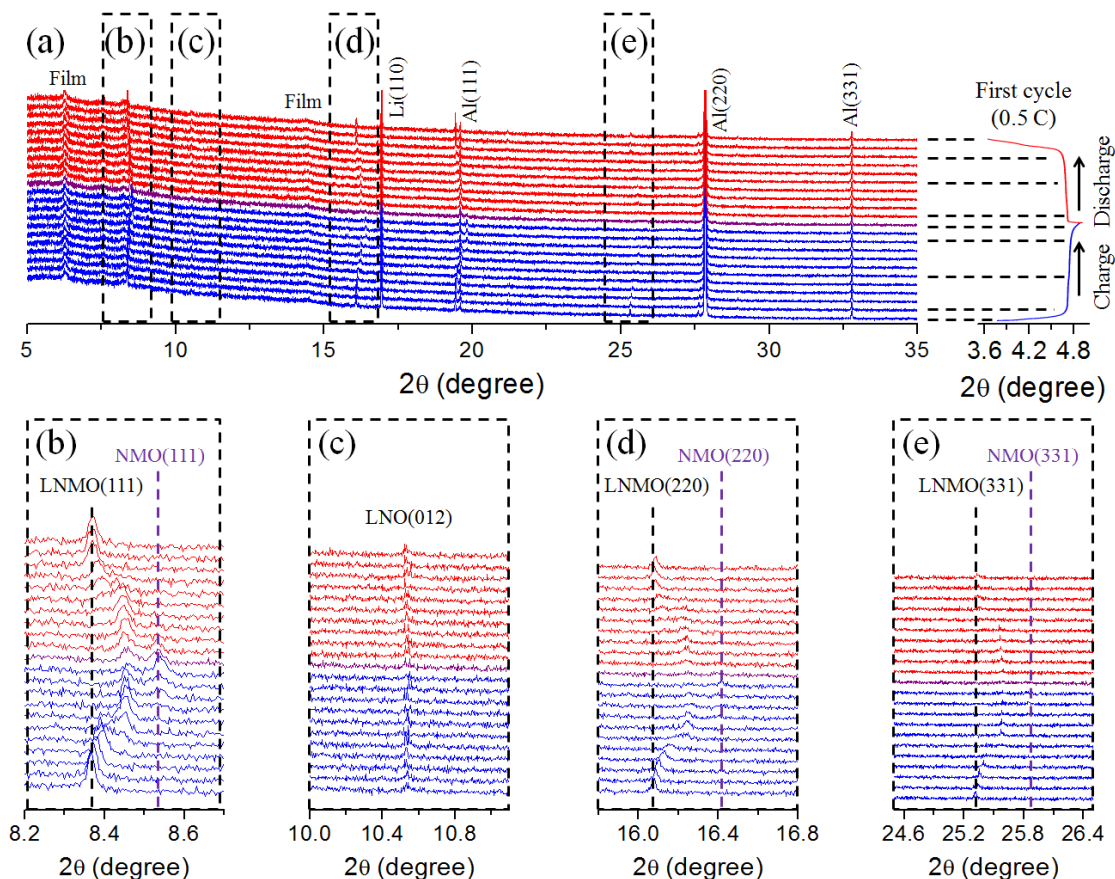 (a)
(b)
(c)
(d)
(e)
Film
Film
Li(110)
Al(111)
Al(220)
Al(331)
First cycle
(0.5 C)
Discharge
Charge
5 10 15 20 25 30 35
3.6 4.2 4.8
2θ (degree)
2θ (degree)
(b)
NMO(111)
LNMO(111)
8.2 8.4 8.6
2θ (degree)
(c)
LNO(012)
10.0 10.4 10.8
2θ (degree)
(d)
NMO(220)
LNMO(220)
16.0 16.4 16.8
2θ (degree)
(e)
NMO(331)
LNMO(331)
24.6 25.2 25.8 26.4
2θ (degree)